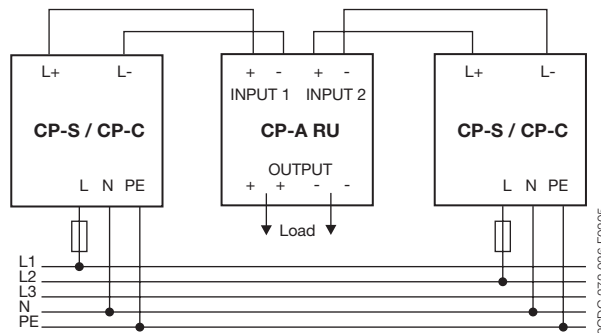 L+ L- + - + - L+ L-
INPUT 1 INPUT 2
CP-S / CP-C CP-A RU CP-S / CP-C
OUTPUT
L N PE + + - - L N PE
Load
L1
L2
L3
N
PE